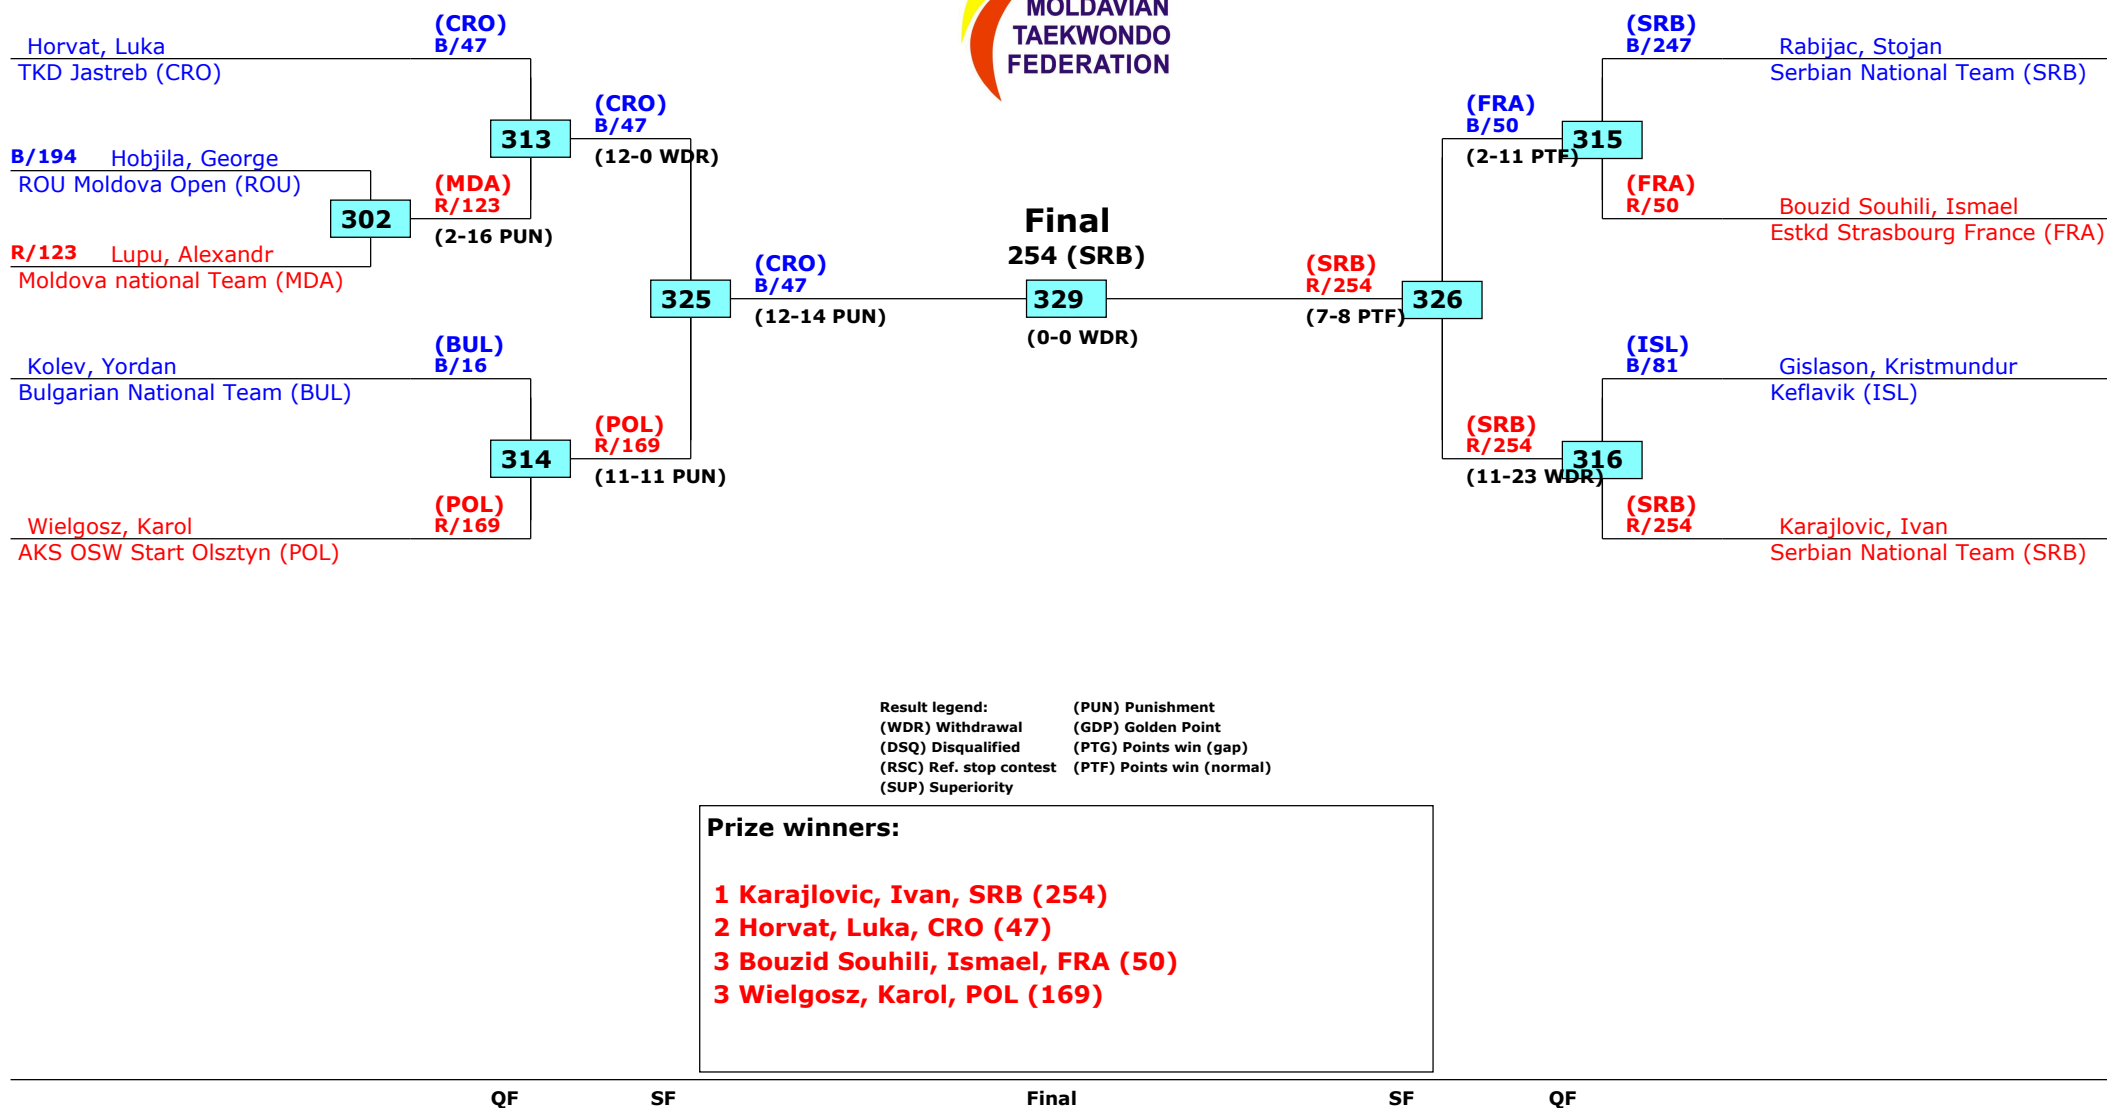 MOLDAVIAN
TAEKWONDO
FEDERATION
(CRO)
B/47
Horvat, Luka
TKD Jastreb (CRO)
(CRO)
B/47
313
(12-0 WDR)
B/194 Hobjila, George
ROU Moldova Open (ROU)
(MDA)
R/123
302
(2-16 PUN)
R/123 Lupu, Alexandr
Moldova national Team (MDA)
325
(CRO)
B/47
(12-14 PUN)
(BUL)
B/16
Kolev, Yordan
Bulgarian National Team (BUL)
(POL)
R/169
314
(11-11 PUN)
(POL)
R/169
Wielgosz, Karol
AKS OSW Start Olsztyn (POL)
Final
254 (SRB)
329
(0-0 WDR)
(SRB)
B/247
Rabijac, Stojan
Serbian National Team (SRB)
(FRA)
B/50
315
(2-11 PTF)
(FRA)
R/50
Bouzid Souhili, Ismael
Estkd Strasbourg France (FRA)
(SRB)
R/254
326
(7-8 PTF)
(ISL)
B/81
Gislason, Kristmundur
Keflavik (ISL)
(SRB)
R/254
316
(11-23 WDR)
(SRB)
R/254
Karajlovic, Ivan
Serbian National Team (SRB)
Result legend: (PUN) Punishment
(WDR) Withdrawal (GDP) Golden Point
(DSQ) Disqualified (PTG) Points win (gap)
(RSC) Ref. stop contest (PTF) Points win (normal)
(SUP) Superiority
Prize winners:
1 Karajlovic, Ivan, SRB (254)
2 Horvat, Luka, CRO (47)
3 Bouzid Souhili, Ismael, FRA (50)
3 Wielgosz, Karol, POL (169)
QF SF Final SF QF